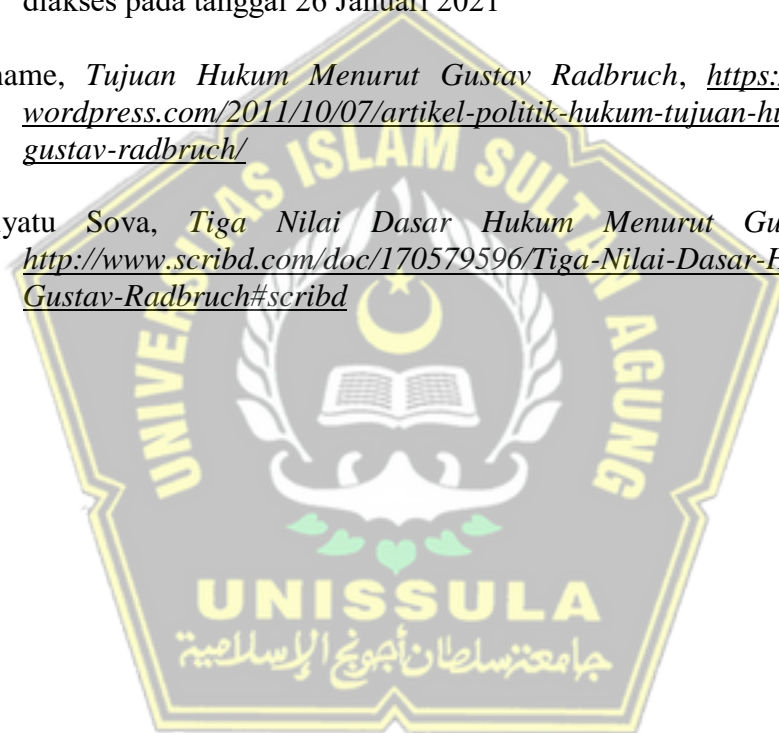 diakses pada tanggal 26 Januari 2021
name, Tujuan Hukum Menurut Gustav Radbruch, https:/
wordpress.com/2011/10/07/artikel-politik-hukum-tujuan-hu
gustav-radbruch/
yatu Sova, Tiga Nilai Dasar Hukum Menurut Gu
http://www.scribd.com/doc/170579596/Tiga-Nilai-Dasar-H
Gustav-Radbruch#scribd
UNIVERSITAS ISLAM SULTAN AGUNG
UNISSULA
جامعتنسلطان أجونج الإسلامية